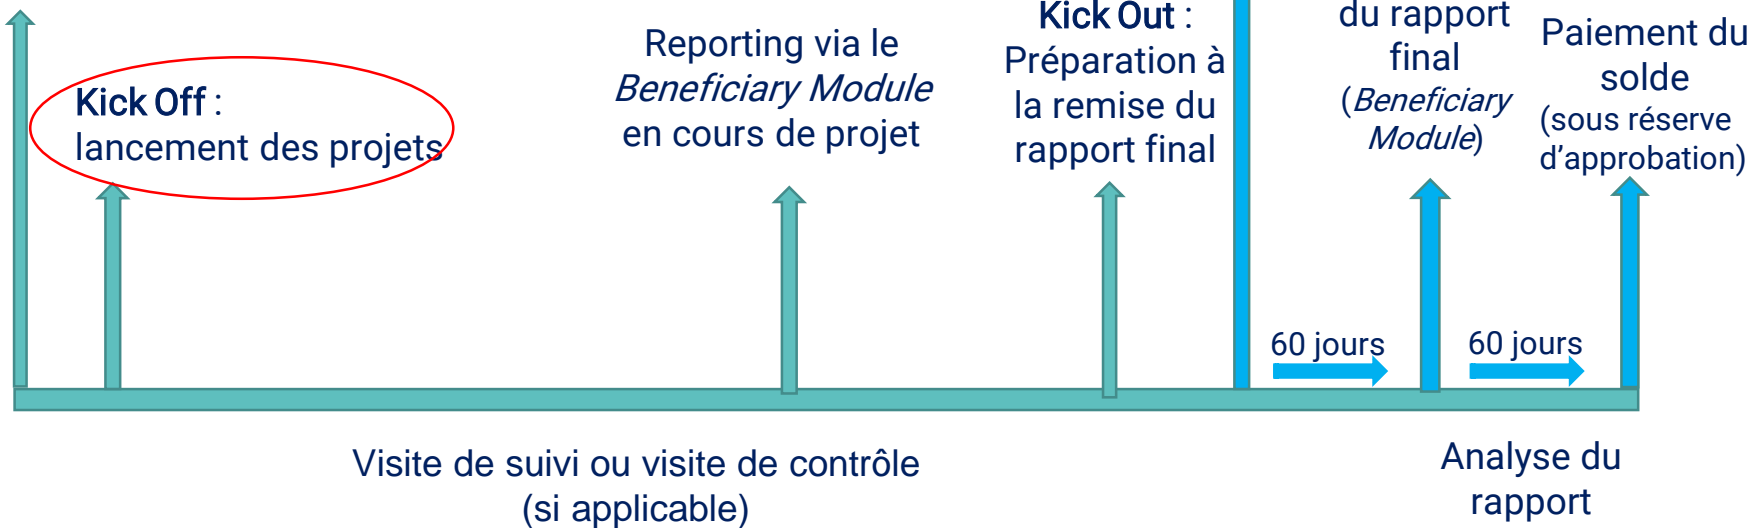 Kick Off :
lancement des projets
Reporting via le
Beneficiary Module
en cours de projet
Kick Out :
Préparation à
la remise du
rapport final
du rapport
final
(Beneficiary
Module)
Paiement du
solde
(sous réserve
d’approbation)
60 jours
60 jours
Visite de suivi ou visite de contrôle
(si applicable)
Analyse du
rapport